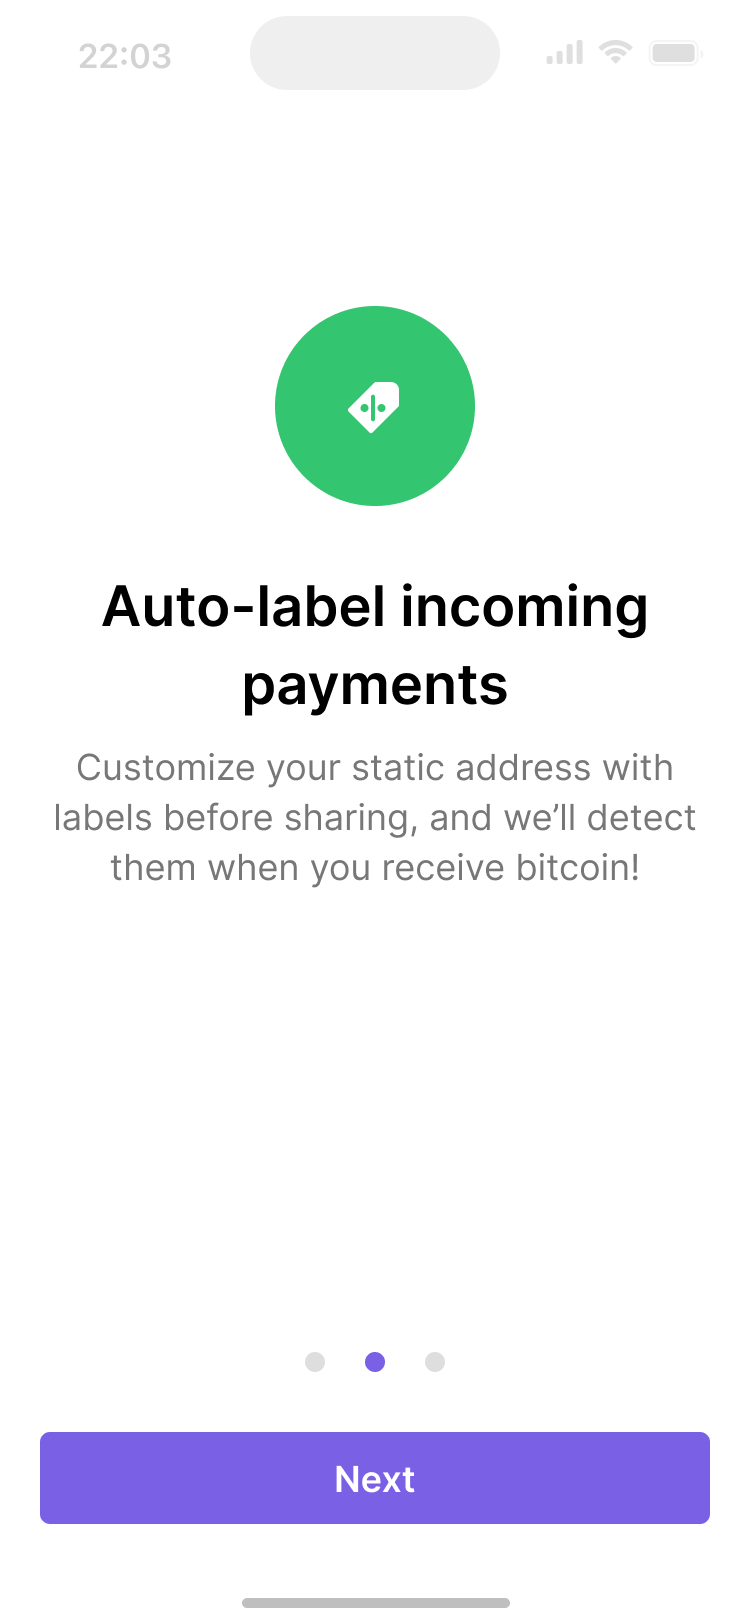 22:03
Auto-label incoming
payments
Customize your static address with
labels before sharing, and we’ll detect
them when you receive bitcoin!
Next